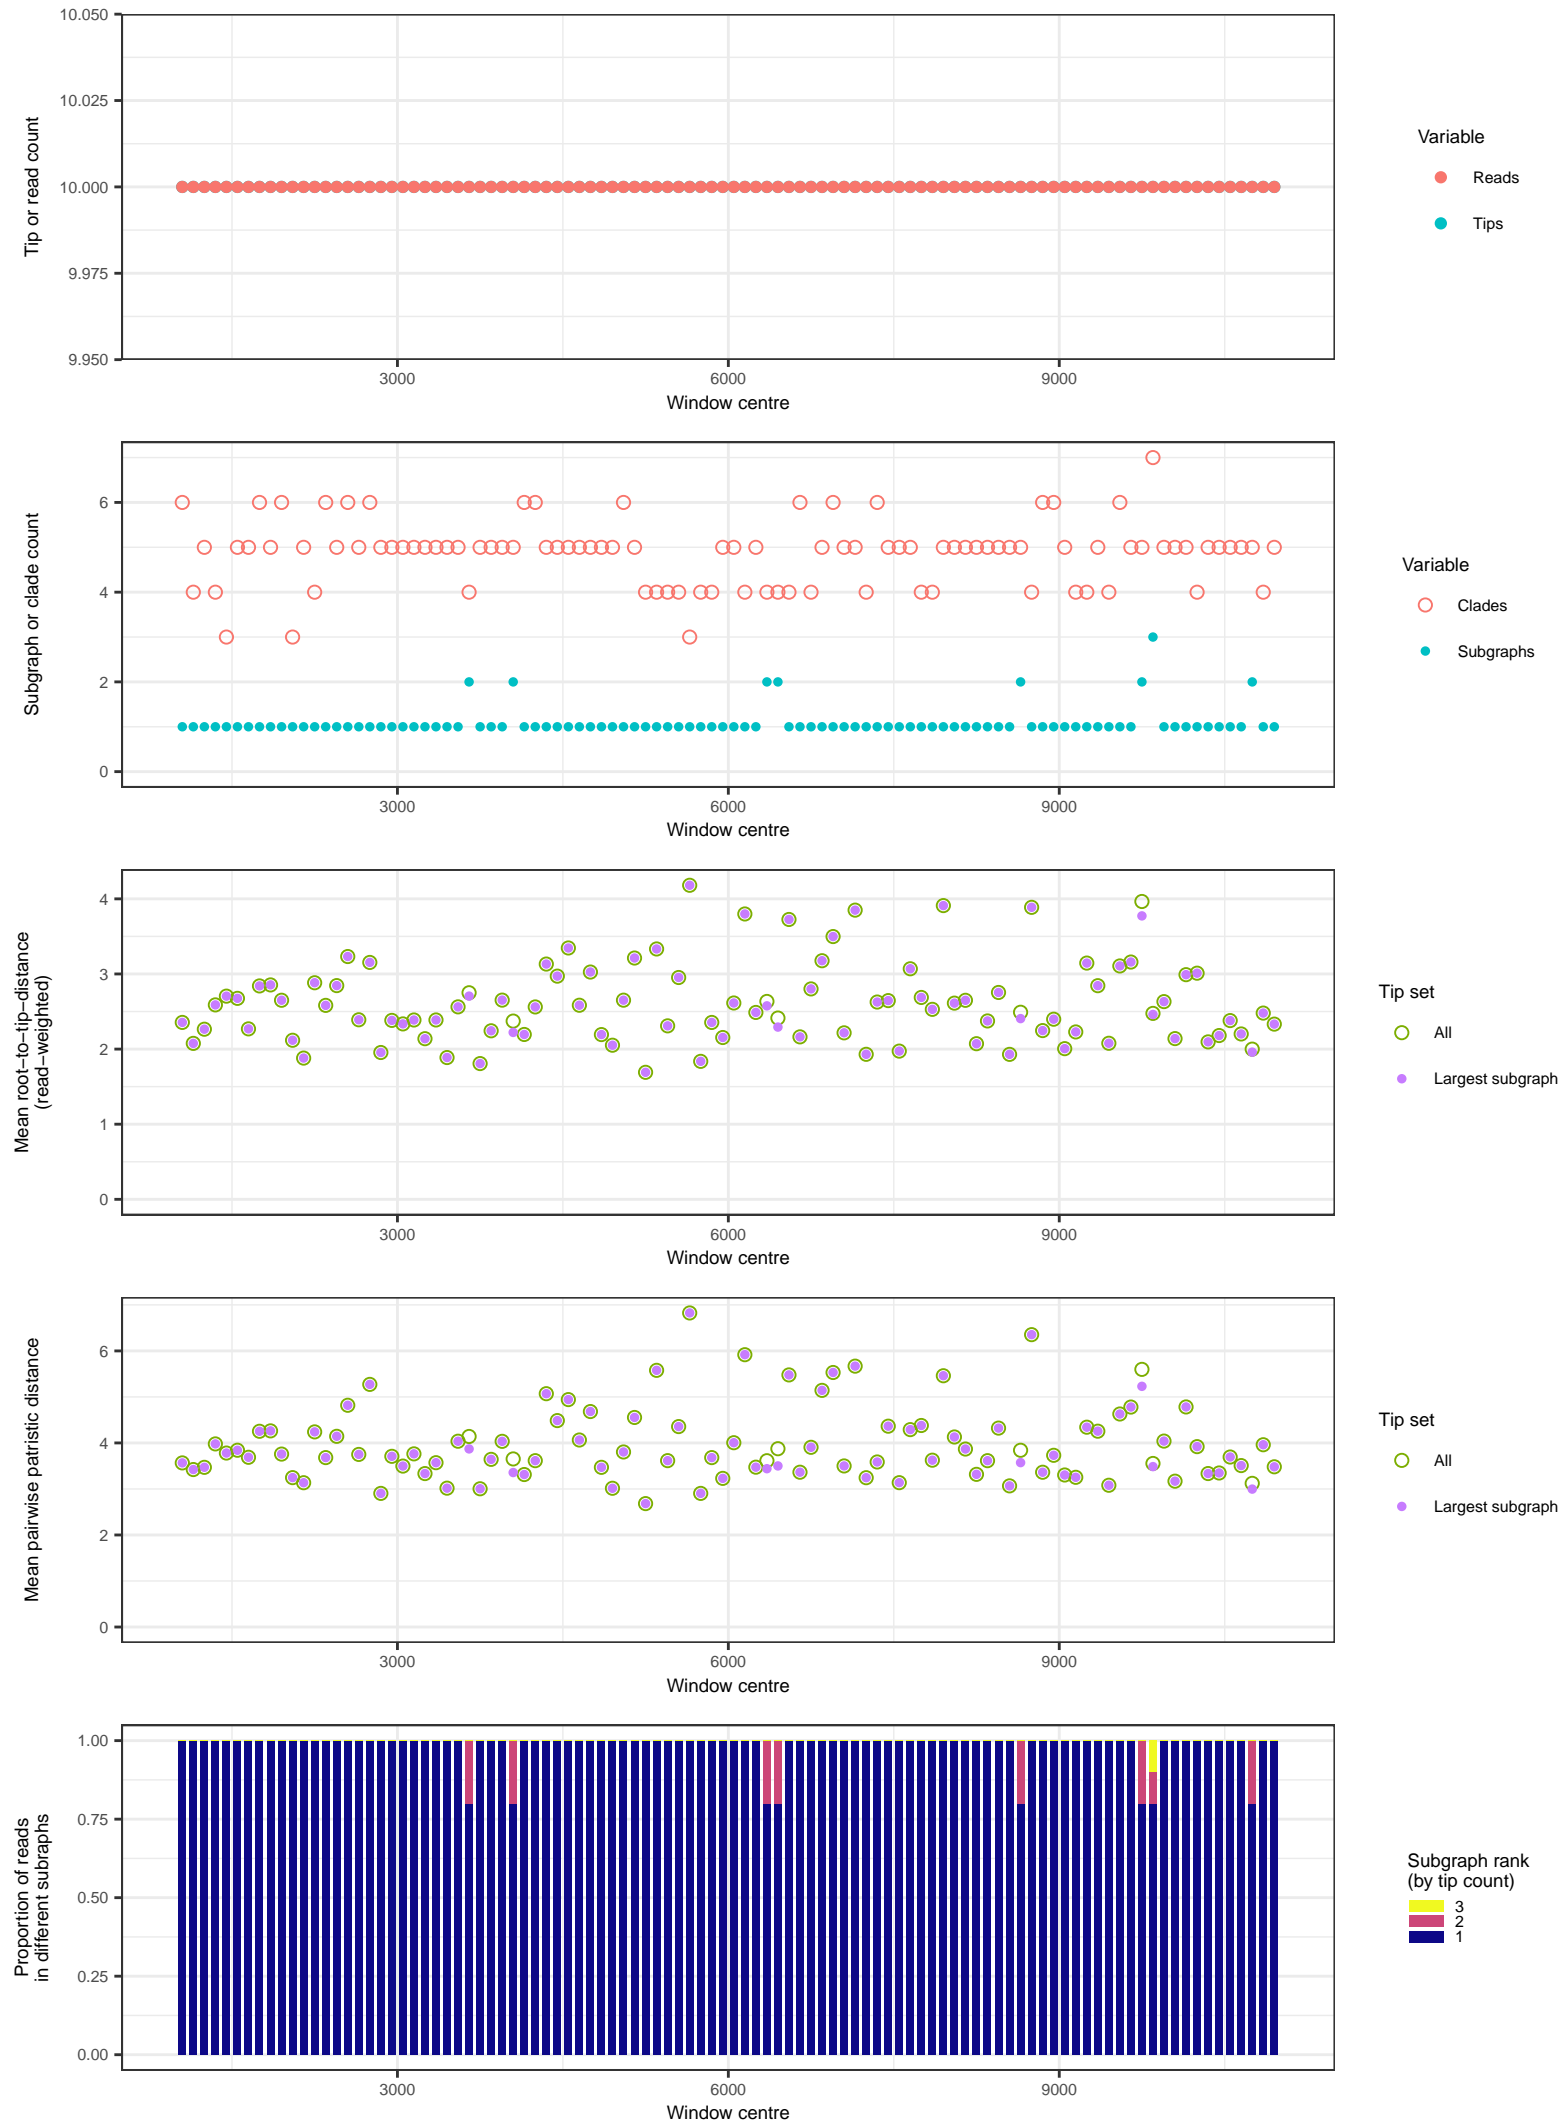 10.050
10.025
10.000
9.975
9.950
Tip or read count
3000
6000
9000
Window centre
Variable
Reads
Tips
6
4
2
0
Subgraph or clade count
3000
6000
9000
Window centre
Variable
Clades
Subgraphs
4
3
2
1
0
Mean root−to−tip−distance
(read−weighted)
3000
6000
9000
Window centre
Tip set
All
Largest subgraph
6
4
2
0
Mean pairwise patristic distance
3000
6000
9000
Window centre
Tip set
All
Largest subgraph
1.00
0.75
0.50
0.25
0.00
Proportion of reads
in different subraphs
3000
6000
9000
Window centre
Subgraph rank
(by tip count)
3
2
1